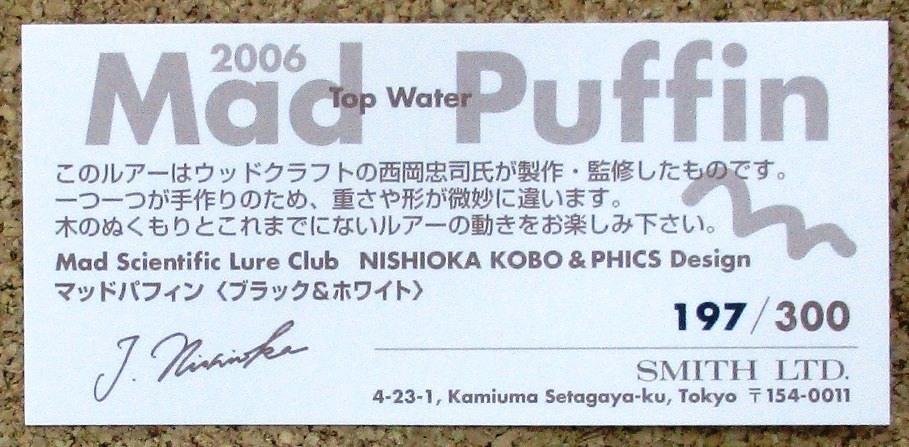 2006
Mad Puffin
Top Water
このルアーはウッドクラフトの西岡忠司氏が製作・監修したものです。
一つ一つが手作りのため、重さや形が微妙に違います。
木のぬくもりとこれまでにないルアーの動きをお楽しみ下さい。
Mad Scientific Lure Club NISHIOKA KOBO & PHICS Design
マッドパフィン〈ブラック&ホワイト〉
197/300
J. Nishioka
SMITH LTD.
4-23-1, Kamiuma Setagaya-ku, Tokyo 〒154-0011